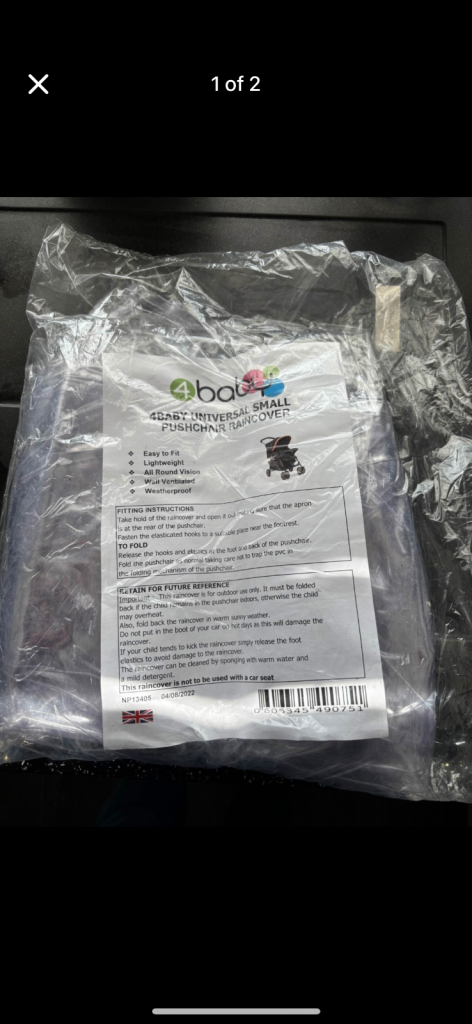 1 of 2
4baby
4BABY UNIVERSAL SMALL
PUSHCHAIR RAINCOVER
❖ Easy to Fit
❖ Lightweight
❖ All Round Vision
❖ Well Ventilated
❖ Weatherproof
FITTING INSTRUCTIONS
Take hold of the raincover and open it out making sure that the apron
is at the rear of the pushchair.
Fasten the elasticated hooks to a suitable place near the footrest.
TO FOLD
Release the hooks and elastics at the foot and back of the pushchair.
Fold the pushchair as normal taking care not to trap the pvc in
the folding mechanism of the pushchair.
RETAIN FOR FUTURE REFERENCE
Important - This raincover is for outdoor use only. It must be folded
back if the child remains in the pushchair indoors, otherwise the child
may overheat.
Also, fold back the raincover in warm sunny weather.
Do not put in the boot of your car on hot days as this will damage the
raincover.
If your child tends to kick the raincover simply release the foot
elastics to avoid damage to the raincover.
The raincover can be cleaned by sponging with warm water and
a mild detergent.
This raincover is not to be used with a car seat
NP13405 04/08/2022
0 605345 490751